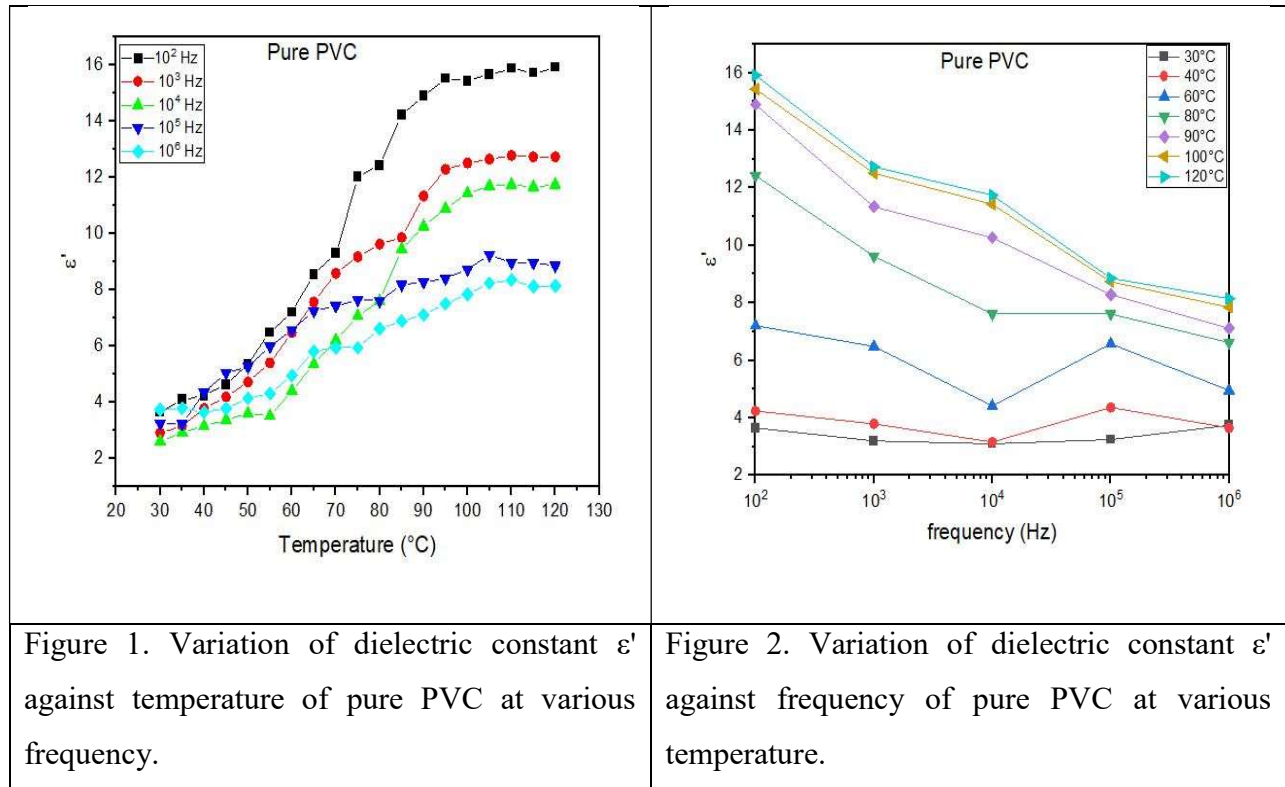 Pure PVC
10² Hz
10³ Hz
10⁴ Hz
10⁵ Hz
10⁶ Hz
16
14
12
10
8
6
4
2
ε'
20 30 40 50 60 70 80 90 100 110 120 130
Temperature (°C)
Pure PVC
30°C
40°C
60°C
80°C
90°C
100°C
120°C
16
14
12
10
8
6
4
2
ε'
10² 10³ 10⁴ 10⁵ 10⁶
frequency (Hz)
Figure 1. Variation of dielectric constant ε'
against temperature of pure PVC at various
frequency.
Figure 2. Variation of dielectric constant ε'
against frequency of pure PVC at various
temperature.